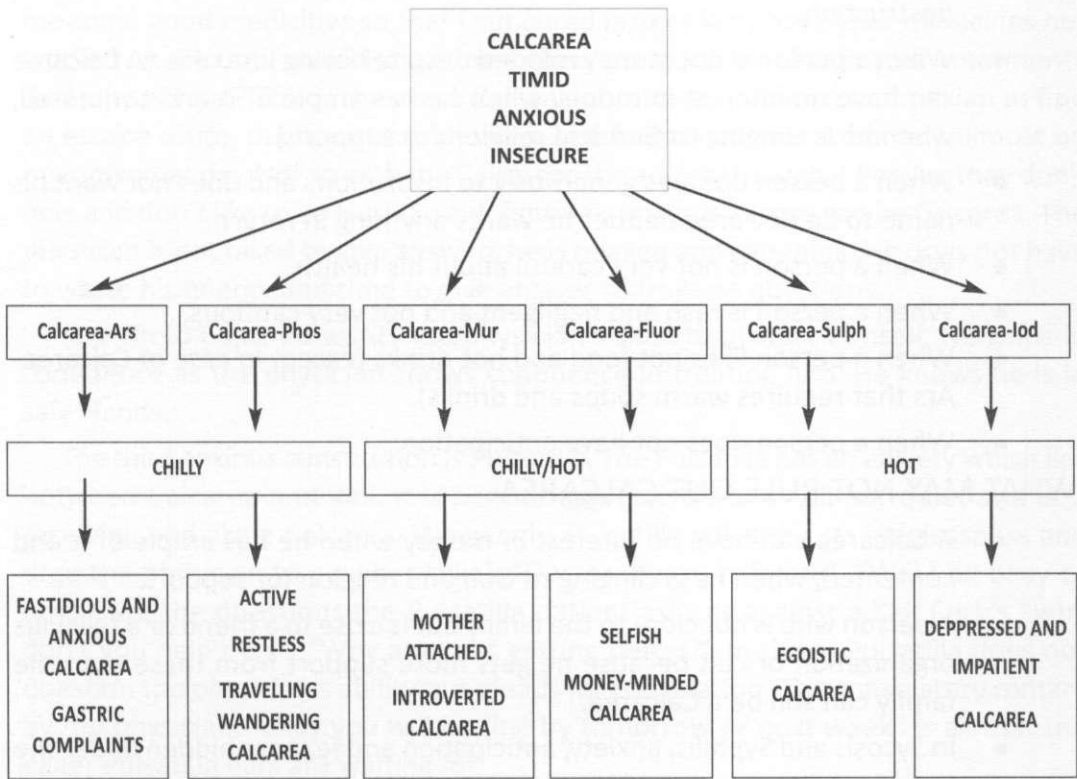 CALCAREA
TIMID
ANXIOUS
INSECURE
Calcarea-Ars
Calcarea-Phos
Calcarea-Mur
Calcarea-Fluor
Calcarea-Sulph
Calcarea-Iod
CHILLY
CHILLY/HOT
HOT
FASTIDIOUS AND
ANXIOUS
CALCAREA
GASTRIC
COMPLAINTS
ACTIVE
RESTLESS
TRAVELLING
WANDERING
CALCAREA
MOTHER
ATTACHED.
INTROVERTED
CALCAREA
SELFISH
MONEY-MINDED
CALCAREA
EGOISTIC
CALCAREA
DEPPRESSED AND
IMPATIENT
CALCAREA